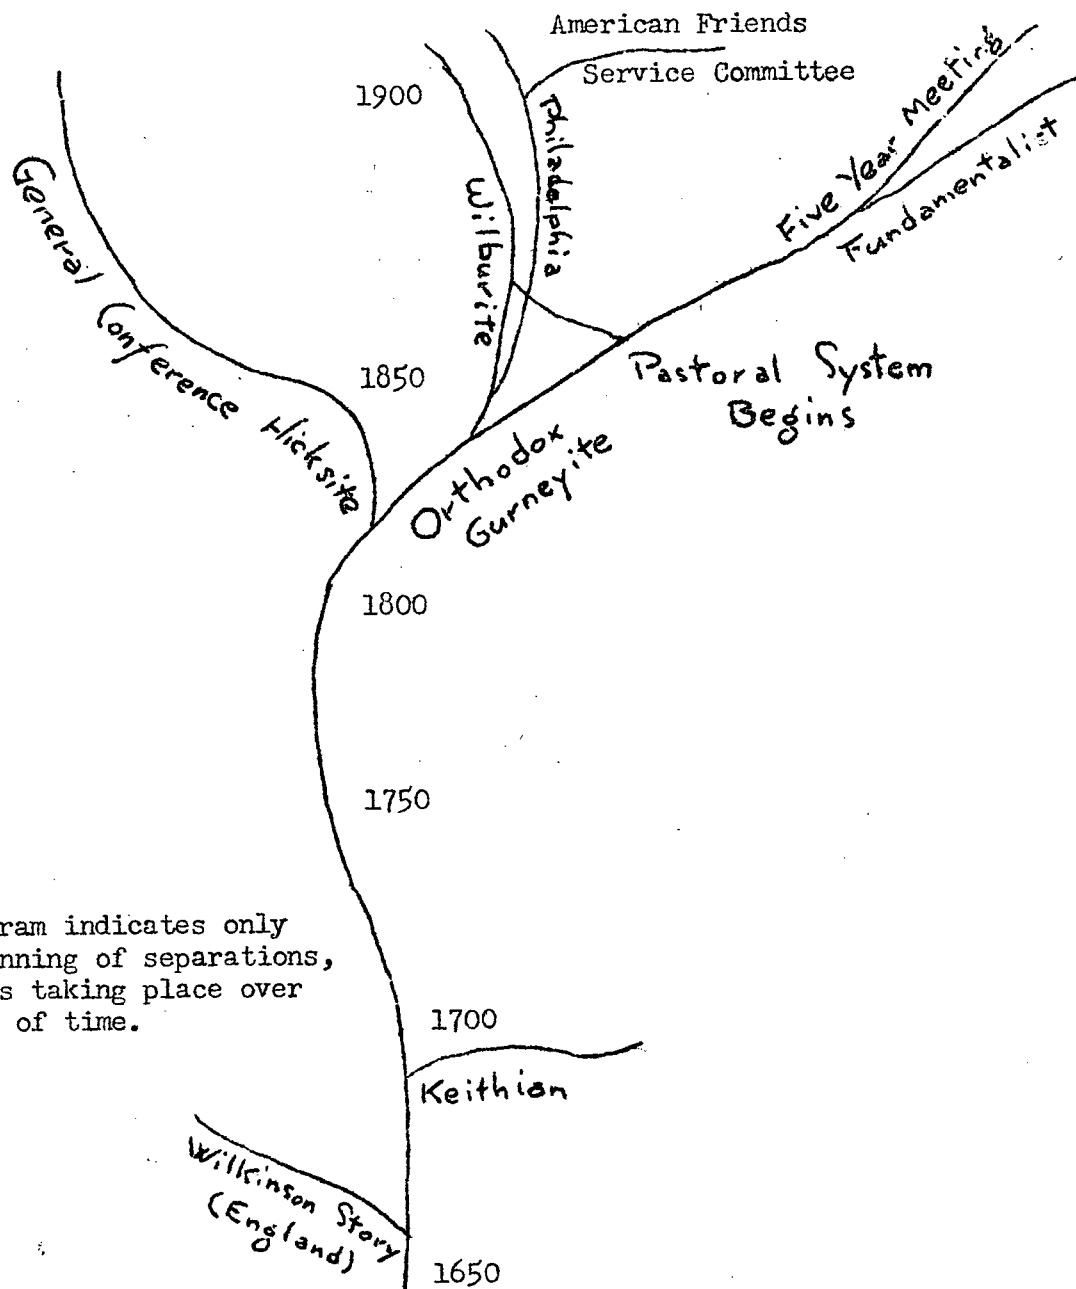 American Friends
Service Committee
1900
Philadelphia
Wilburite
Five Year Meeting
Fundamentalist
General Conference Hicksite
1850
Pastoral System
Begins
Orthodox
Gurneyite
1800
1750
ram indicates only
nning of separations,
s taking place over
of time.
1700
Keithian
Wilkinson Story
(England)
1650